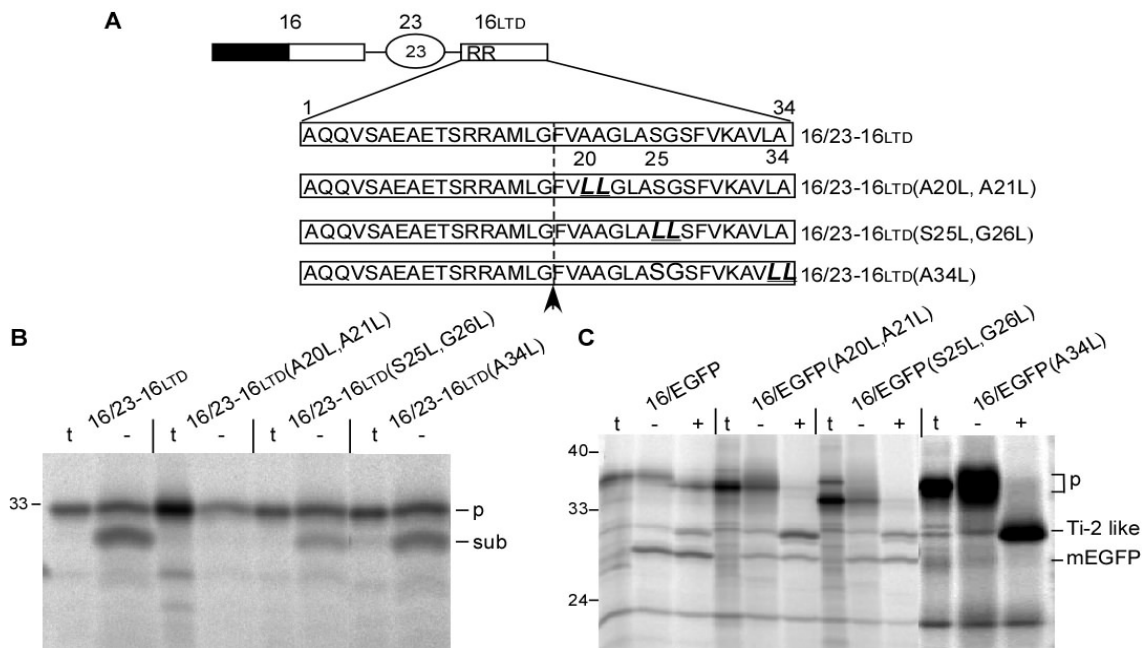 A
16 23 16LTD
23 RR
1 34
AQQVSAEAETSRRAMLGFVAAGLASGSFVKAVLA 16/23-16LTD
20 25 34
AQQVSAEAETSRRAMLGFVLLGLASGSFVKAVLA 16/23-16LTD(A20L, A21L)
AQQVSAEAETSRRAMLGFVAAGLALLSFVKAVLA 16/23-16LTD(S25L,G26L)
AQQVSAEAETSRRAMLGFVAAGLASGSFVKAVLL 16/23-16LTD(A34L)
B
16/23-16LTD 16/23-16LTD(A20L,A21L) 16/23-16LTD(S25L,G26L) 16/23-16LTD(A34L)
t - t - t - t -
33
p
sub
C
16/EGFP 16/EGFP(A20L,A21L) 16/EGFP(S25L,G26L) 16/EGFP(A34L)
t - + t - + t - + t - +
40
33
24
p
Ti-2 like
mEGFP